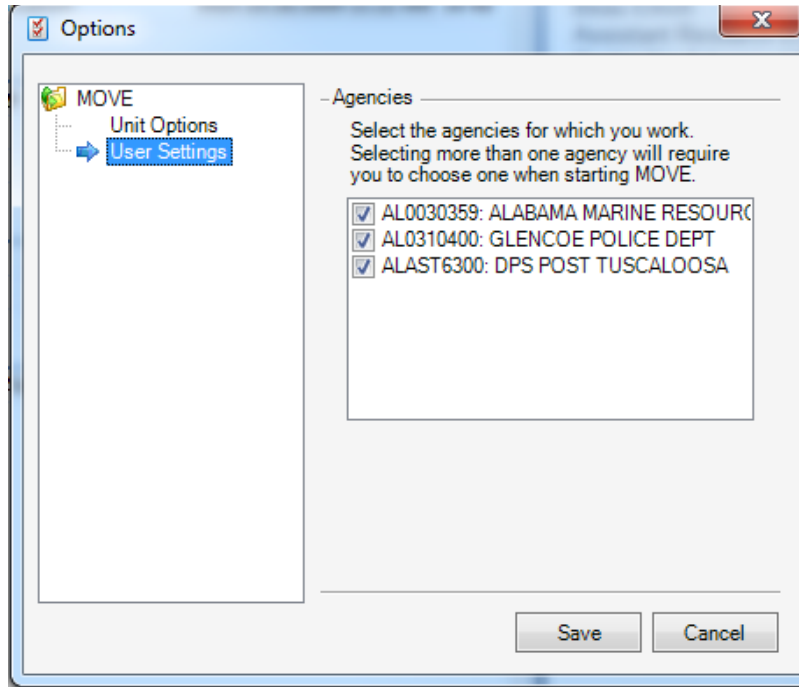 Options
MOVE
Unit Options
User Settings
Agencies
Select the agencies for which you work.
Selecting more than one agency will require
you to choose one when starting MOVE.
AL0030359: ALABAMA MARINE RESOURC
AL0310400: GLENCOE POLICE DEPT
ALAST6300: DPS POST TUSCALOOSA
Save
Cancel